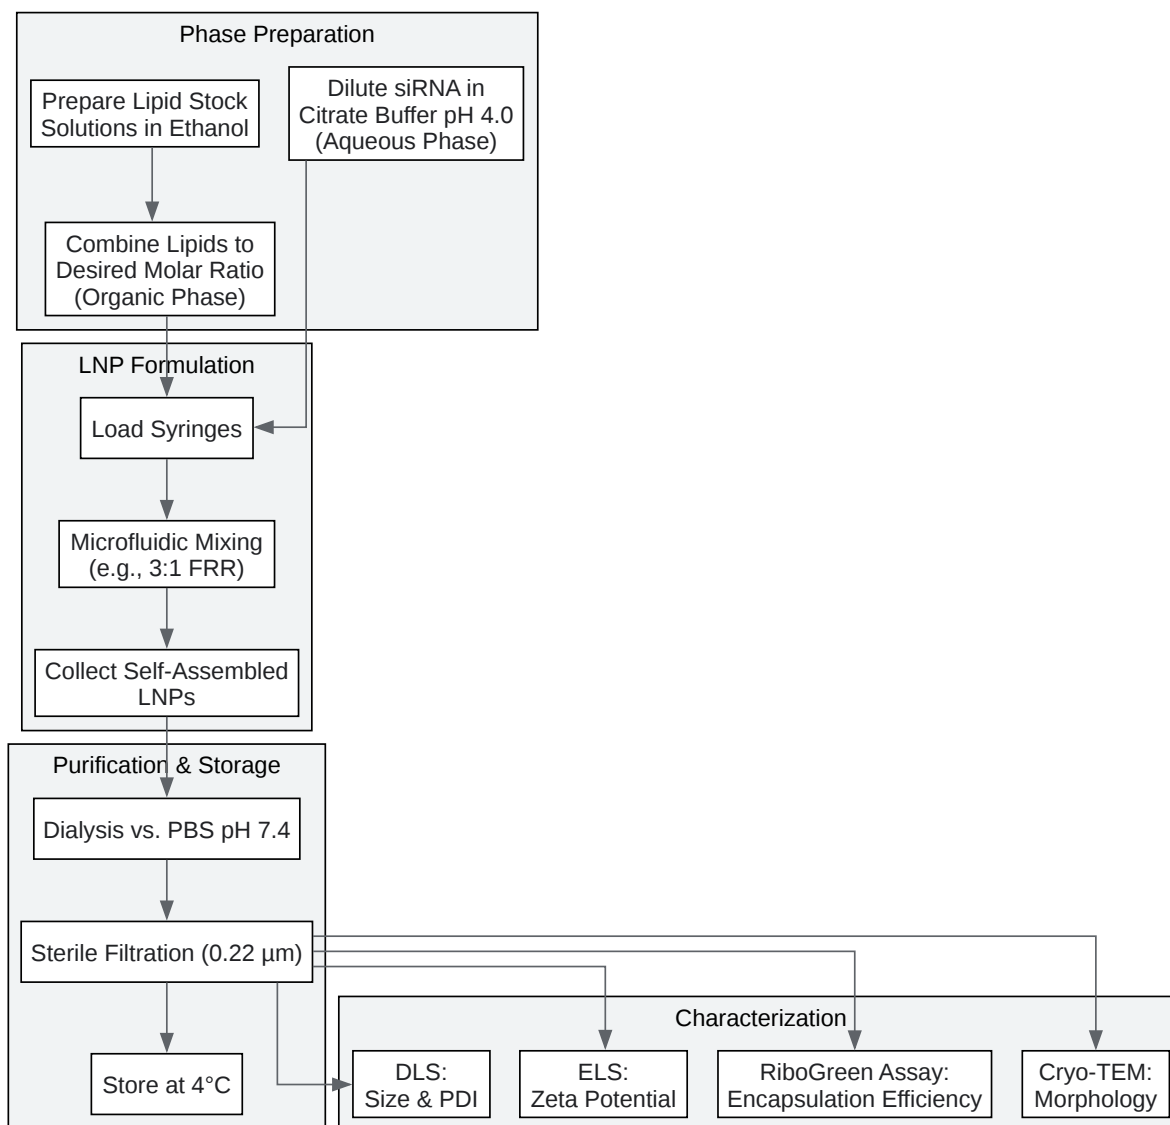 Phase Preparation
Prepare Lipid Stock
Solutions in Ethanol
Dilute siRNA in
Citrate Buffer pH 4.0
(Aqueous Phase)
Combine Lipids to
Desired Molar Ratio
(Organic Phase)
LNP Formulation
Load Syringes
Microfluidic Mixing
(e.g., 3:1 FRR)
Collect Self-Assembled
LNPs
Purification & Storage
Dialysis vs. PBS pH 7.4
Sterile Filtration (0.22 µm)
Store at 4°C
Characterization
DLS:
Size & PDI
ELS:
Zeta Potential
RiboGreen Assay:
Encapsulation Efficiency
Cryo-TEM:
Morphology